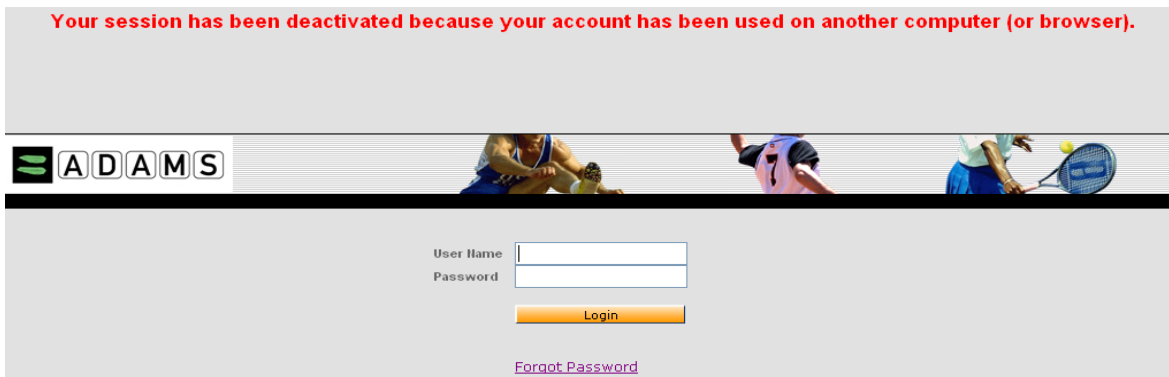 Your session has been deactivated because your account has been used on another computer (or browser).
ADAMS
7
User Name
Password
Login
Forgot Password